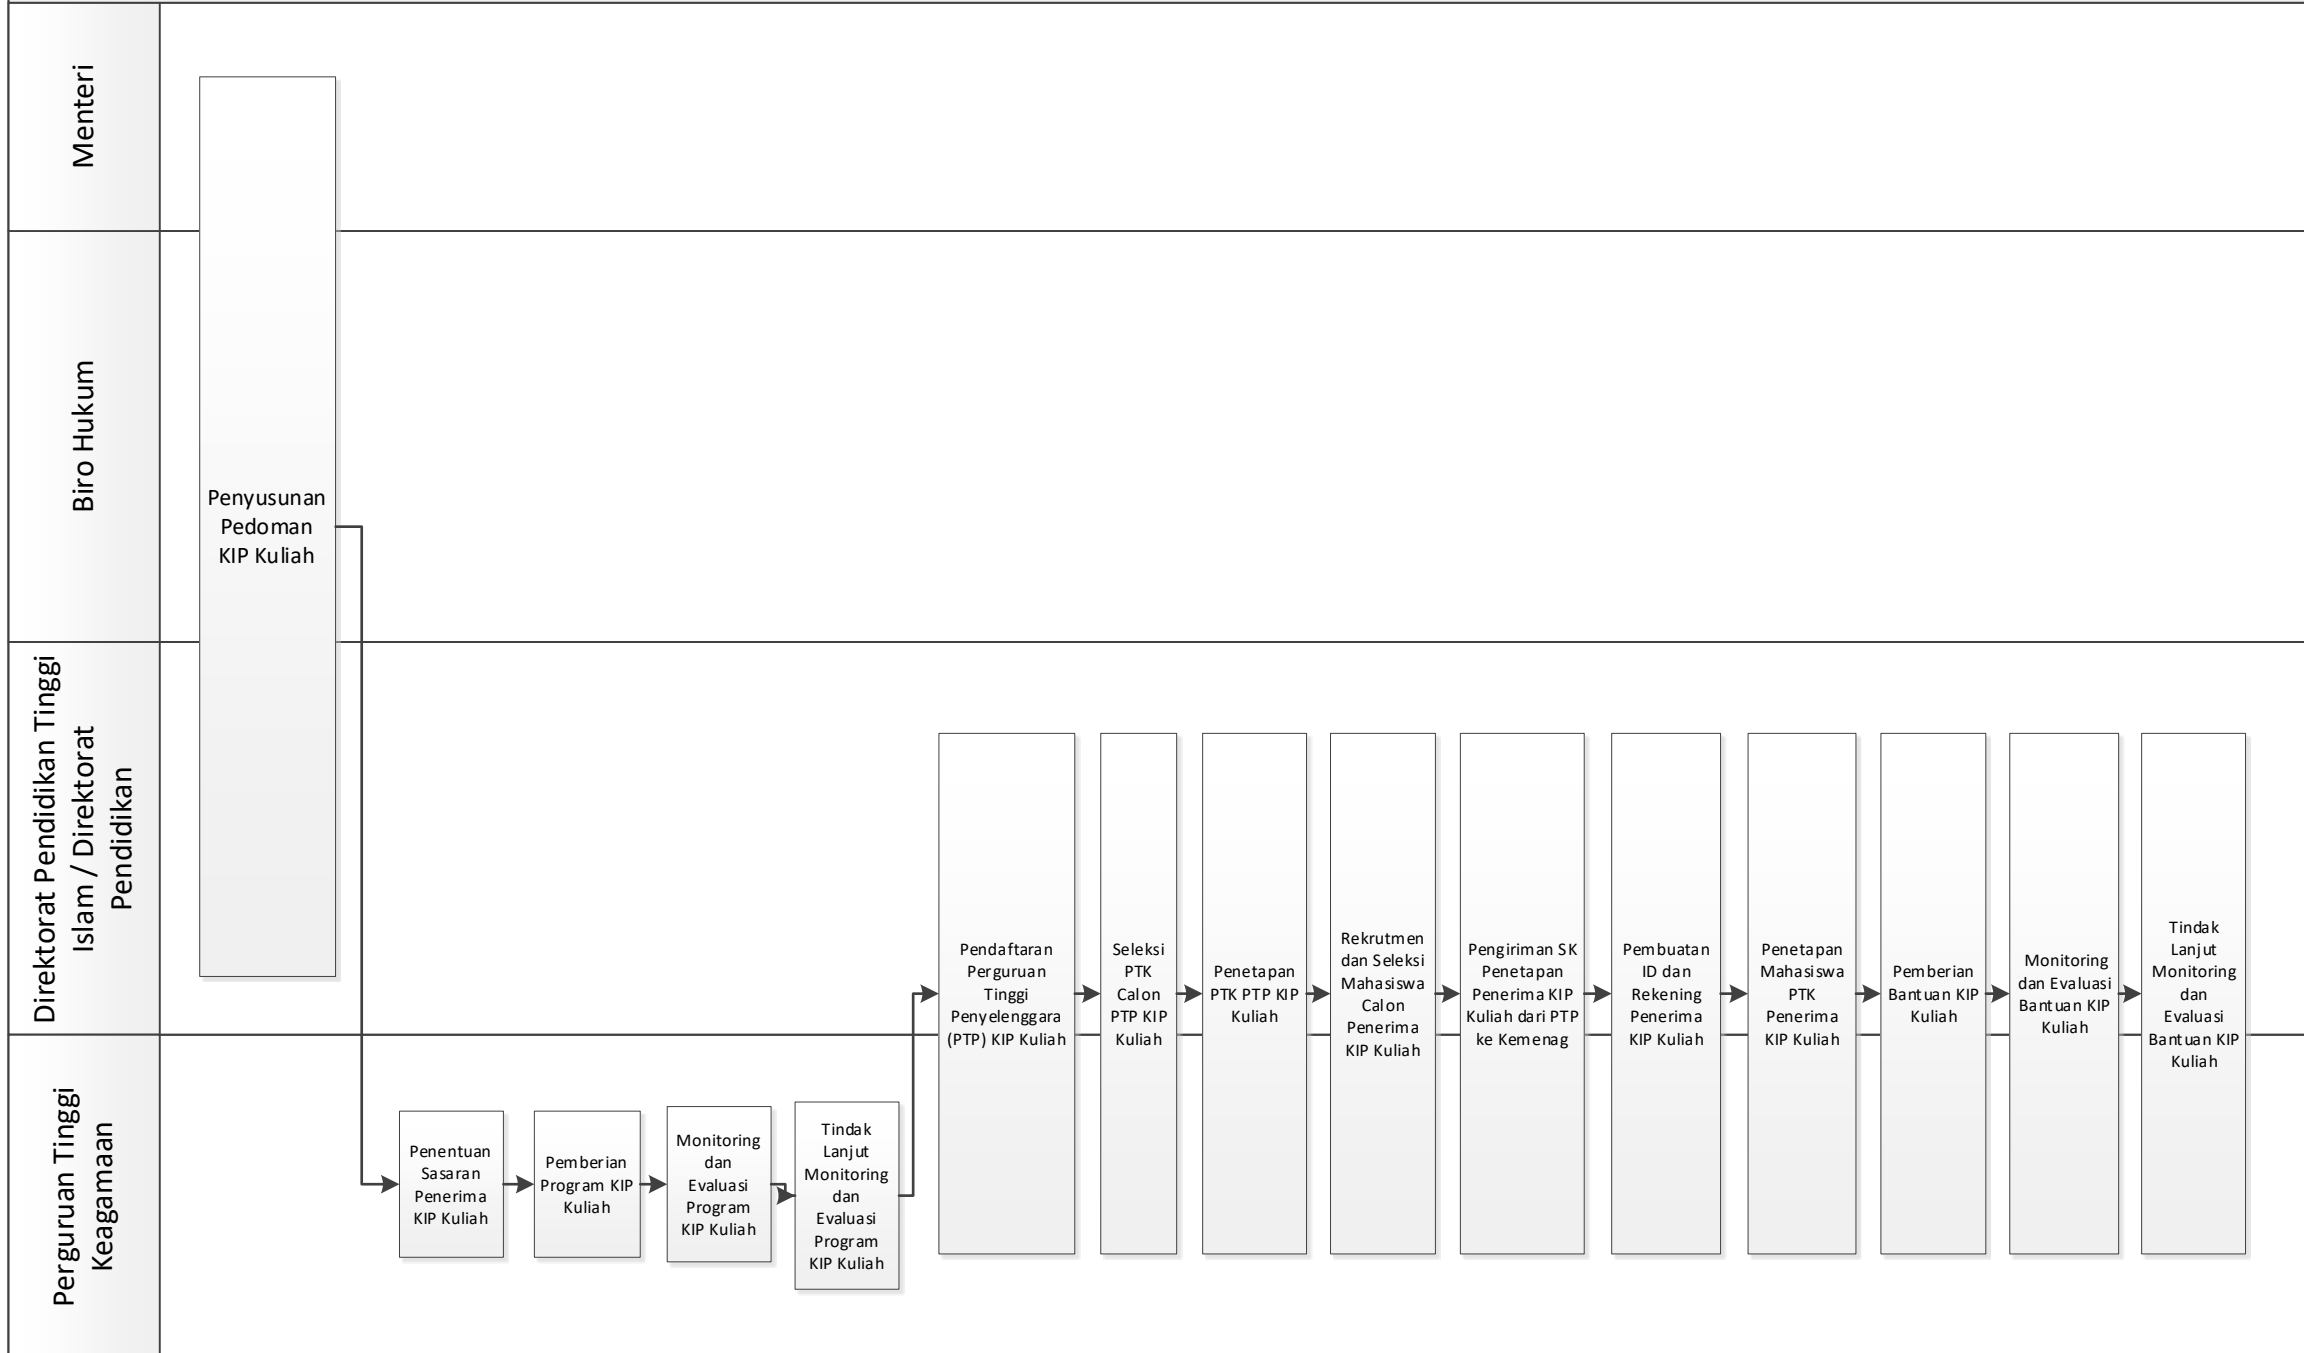 Menteri
Biro Hukum
Direktorat Pendidikan Tinggi
Islam / Direktorat
Pendidikan
Perguruan Tinggi
Keagamaan
Penyusunan
Pedoman
KIP Kuliah
Penentuan
Sasaran
Penerima
KIP Kuliah
Pemberian
Program KIP
Kuliah
Monitoring
dan
Evaluasi
Program
KIP Kuliah
Tindak
Lanjut
Monitoring
dan
Evaluasi
Program
KIP Kuliah
Pendaftaran
Perguruan
Tinggi
Penyelenggara
(PTP) KIP Kuliah
Seleksi
PTK
Calon
PTP KIP
Kuliah
Penetapan
PTK PTP KIP
Kuliah
Rekrutmen
dan Seleksi
Mahasiswa
Calon
Penerima
KIP Kuliah
Pengiriman SK
Penetapan
Penerima KIP
Kuliah dari PTP
ke Kemenag
Pembuatan
ID dan
Rekening
Penerima
KIP Kuliah
Penetapan
Mahasiswa
PTK
Penerima
KIP Kuliah
Pemberian
Bantuan KIP
Kuliah
Monitoring
dan Evaluasi
Bantuan KIP
Kuliah
Tindak
Lanjut
Monitoring
dan
Evaluasi
Bantuan KIP
Kuliah